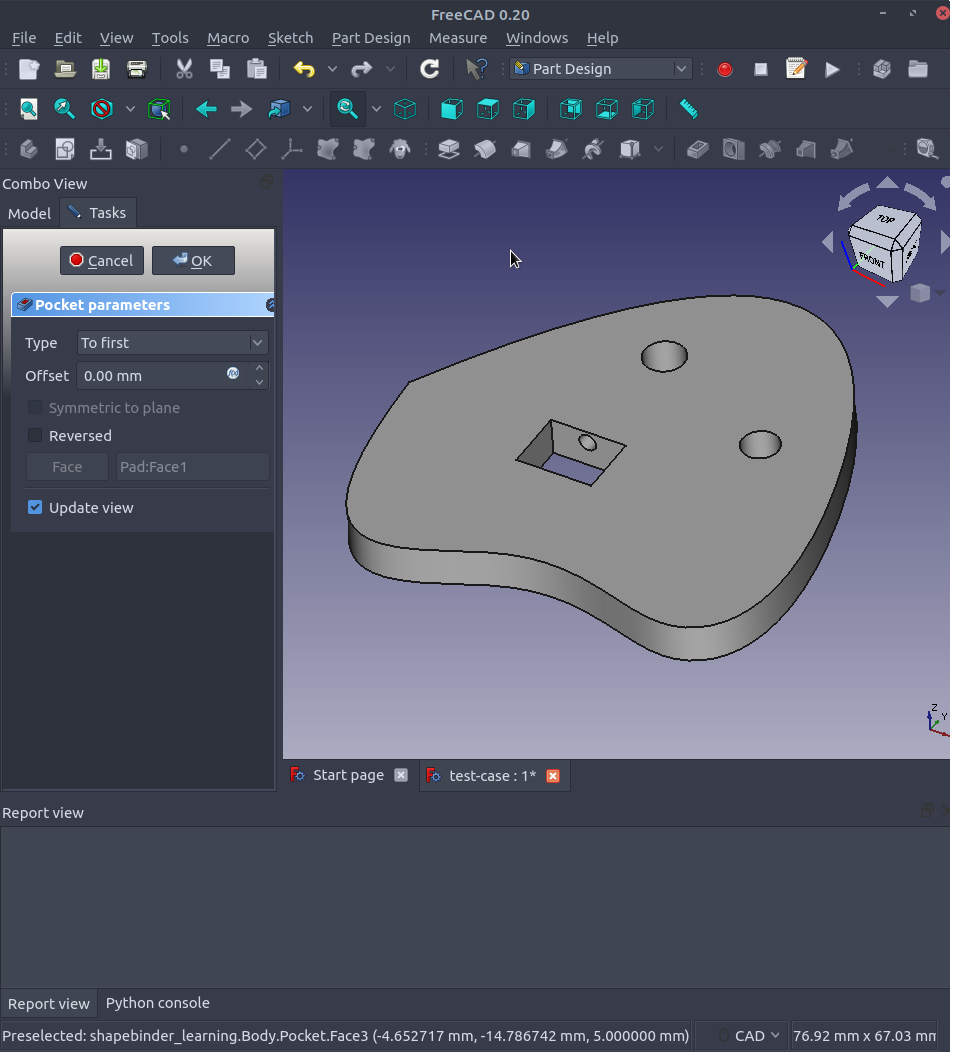 FreeCAD 0.20
File Edit View Tools Macro Sketch Part Design Measure Windows Help
Part Design
Combo View
Model Tasks
Cancel OK
Pocket parameters
Type To first
Offset 0.00 mm
Symmetric to plane
Reversed
Face Pad:Face1
Update view
TOP
FRONT
Z
Y
Start page test-case : 1*
Report view
Report view Python console
Preselected: shapebinder_learning.Body.Pocket.Face3 (-4.652717 mm, -14.786742 mm, 5.000000 mm) CAD 76.92 mm x 67.03 mm